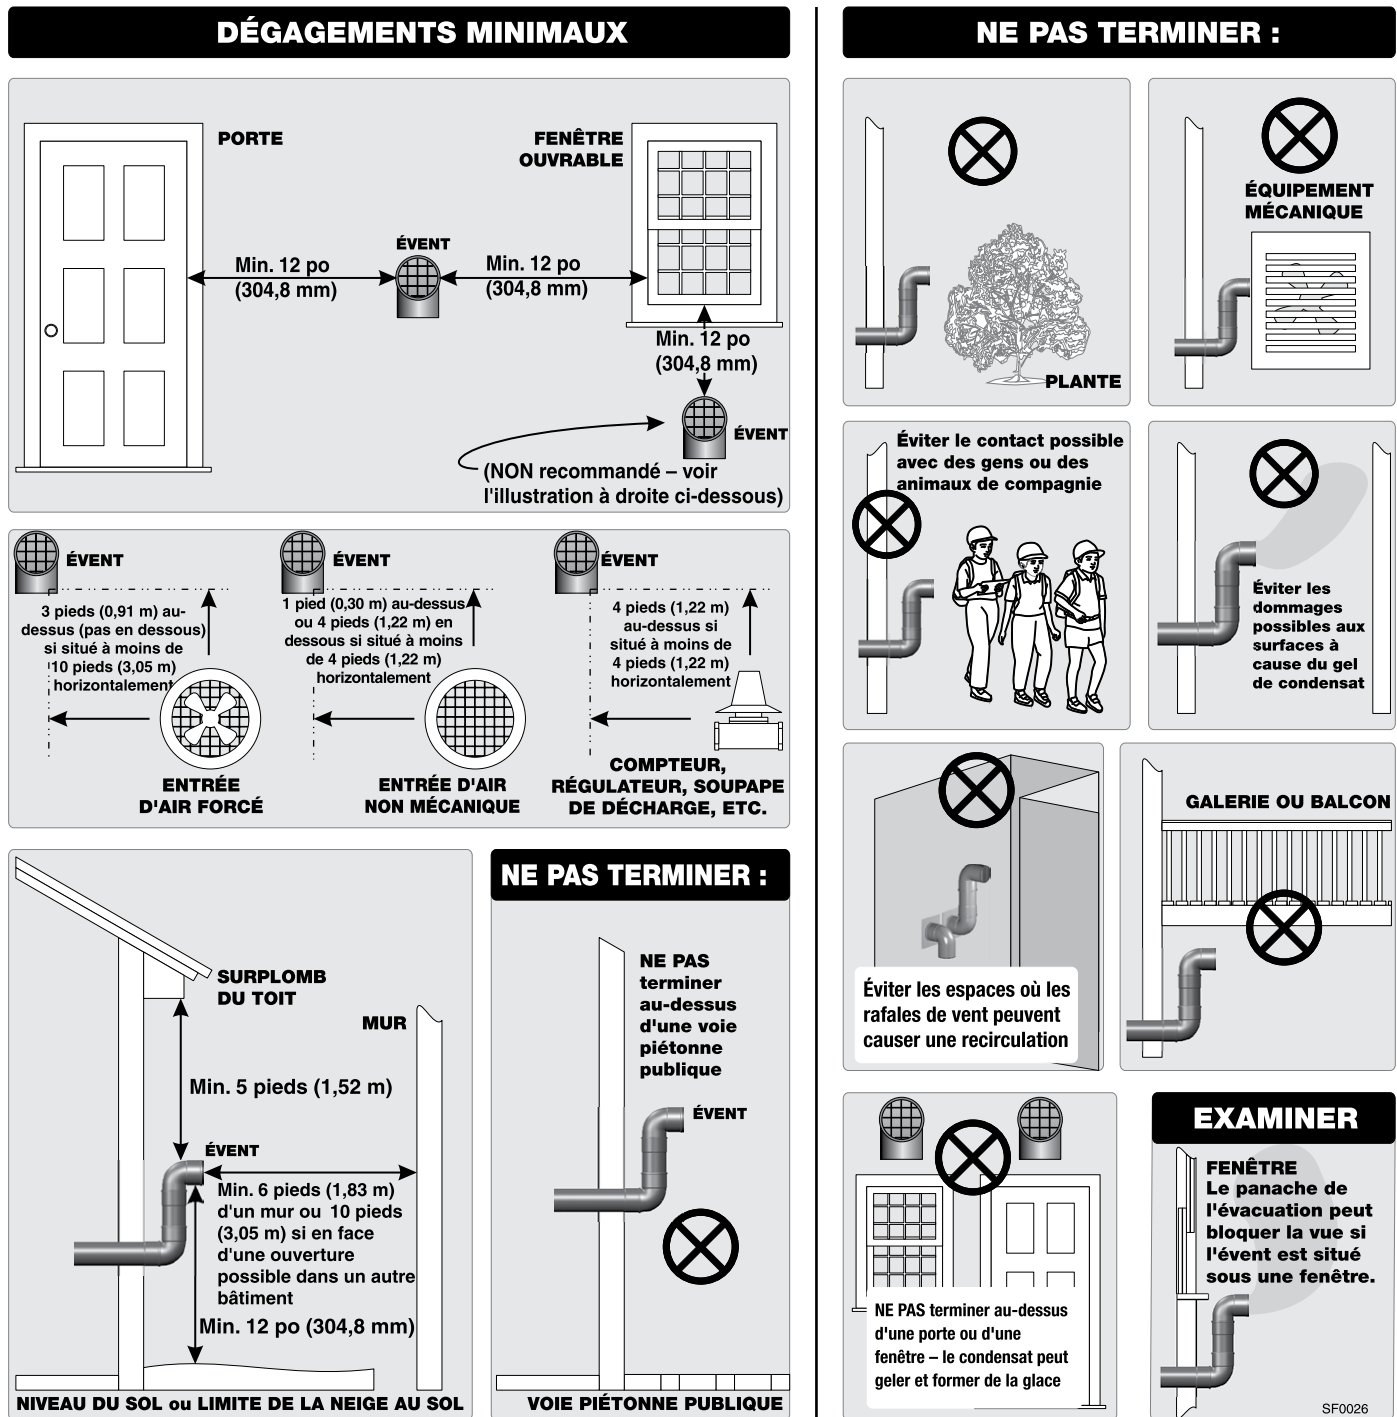 DÉGAGEMENTS MINIMAUX
PORTE
FENÊTRE
OUVRABLE
ÉVENT
Min. 12 po
(304,8 mm)
Min. 12 po
(304,8 mm)
Min. 12 po
(304,8 mm)
ÉVENT
(NON recommandé – voir
l'illustration à droite ci-dessous)
ÉVENT
3 pieds (0,91 m) au-
dessus (pas en dessous)
si situé à moins de
10 pieds (3,05 m)
horizontalement
ENTRÉE
D'AIR FORCÉ
ÉVENT
1 pied (0,30 m) au-dessus
ou 4 pieds (1,22 m) en
dessous si situé à moins
de 4 pieds (1,22 m)
horizontalement
ENTRÉE D'AIR
NON MÉCANIQUE
ÉVENT
4 pieds (1,22 m)
au-dessus si
situé à moins de
4 pieds (1,22 m)
horizontalement
COMPTEUR,
RÉGULATEUR, SOUPAPE
DE DÉCHARGE, ETC.
SURPLOMB
DU TOIT
MUR
Min. 5 pieds (1,52 m)
ÉVENT
Min. 6 pieds (1,83 m)
d'un mur ou 10 pieds
(3,05 m) si en face
d'une ouverture
possible dans un autre
bâtiment
Min. 12 po (304,8 mm)
NIVEAU DU SOL ou LIMITE DE LA NEIGE AU SOL
NE PAS TERMINER :
NE PAS
terminer
au-dessus
d'une voie
piétonne
publique
ÉVENT
VOIE PIÉTONNE PUBLIQUE
NE PAS TERMINER :
PLANTE
ÉQUIPEMENT
MÉCANIQUE
Éviter le contact possible
avec des gens ou des
animaux de compagnie
Éviter les
dommages
possibles aux
surfaces à
cause du gel
de condensat
Éviter les espaces où les
rafales de vent peuvent
causer une recirculation
GALERIE OU BALCON
NE PAS terminer au-dessus
d'une porte ou d'une
fenêtre – le condensat peut
geler et former de la glace
EXAMINER
FENÊTRE
Le panache de
l'évacuation peut
bloquer la vue si
l'évent est situé
sous une fenêtre.
SF0026